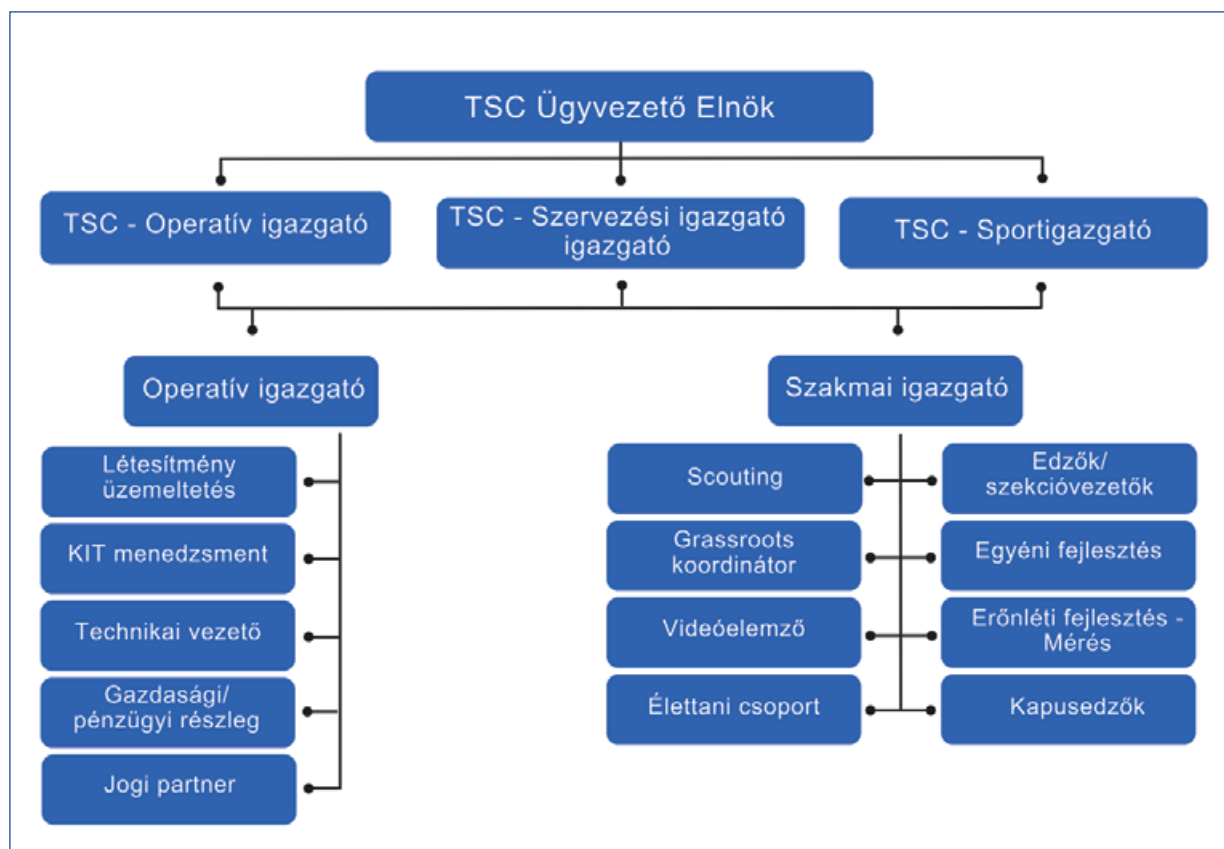 TSC Ügyvezető Elnök
TSC - Operatív igazgató
TSC - Szervezési igazgató
igazgató
TSC - Sportigazgató
Operatív igazgató
Létesítmény
üzemeltetés
KIT menedzsment
Technikai vezető
Gazdasági/
pénzügyi részleg
Jogi partner
Szakmai igazgató
Scouting
Edzők/
szekcióvezetők
Grassroots
koordinátor
Egyéni fejlesztés
Videóelemző
Erőnléti fejlesztés -
Mérés
Élettani csoport
Kapusedzők